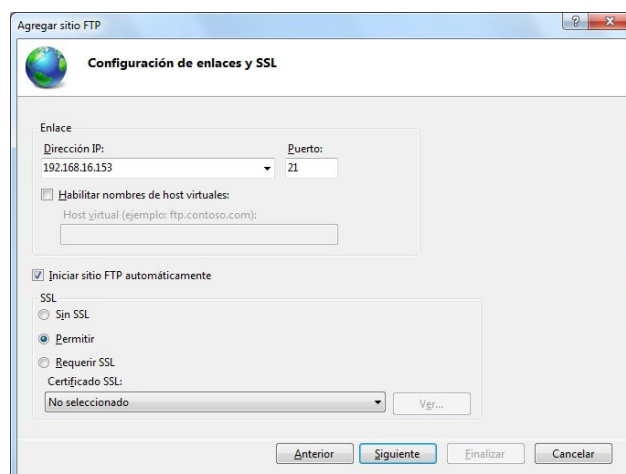 Agregar sitio FTP
Configuración de enlaces y SSL
Enlace
Dirección IP: Puerto:
192.168.16.153 21
Habilitar nombres de host virtuales:
Host virtual (ejemplo: ftp.contoso.com):
Iniciar sitio FTP automáticamente
SSL
Sin SSL
Permitir
Requerir SSL
Certificado SSL:
No seleccionado Ver...
Anterior Siguiente Finalizar Cancelar